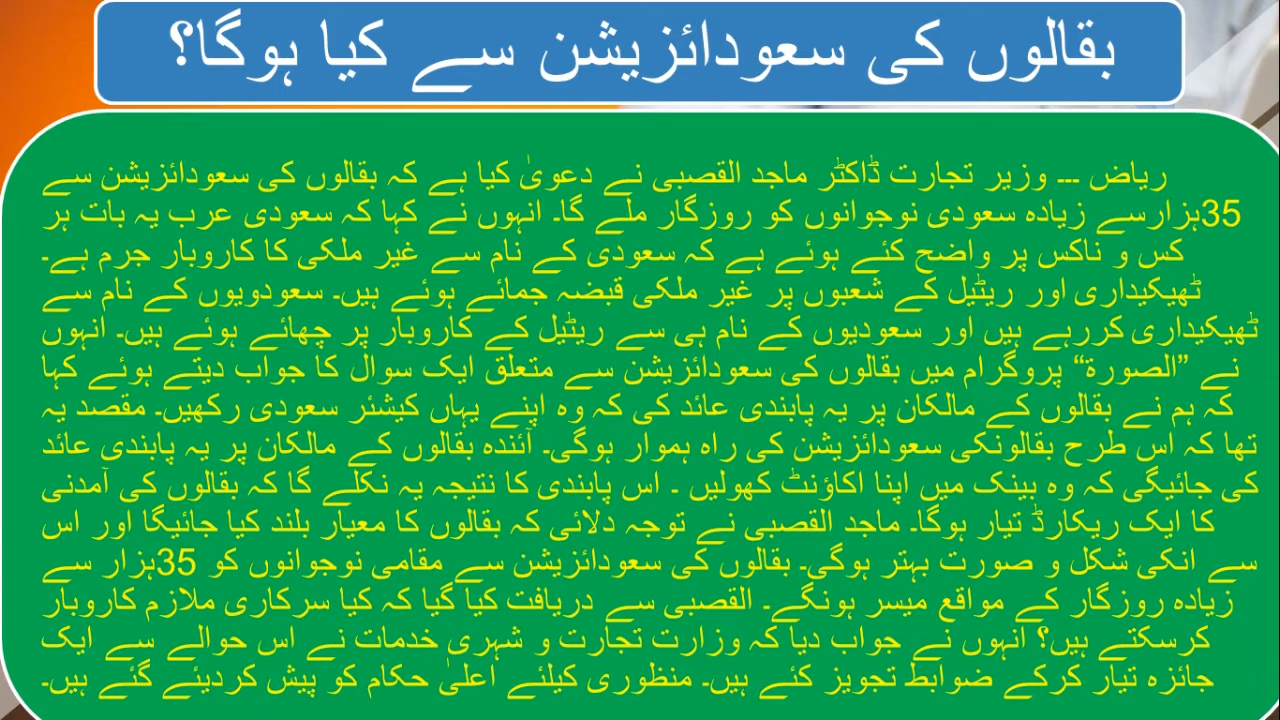 بقالوں کی سعودائزیشن سے کیا ہوگا؟
ریاض --- وزیر تجارت ڈاکٹر ماجد القصبی نے دعویٰ کیا ہے کہ بقالوں کی سعودائزیشن سے
35ہزارسے زیادہ سعودی نوجوانوں کو روزگار ملے گا۔ انہوں نے کہا کہ سعودی عرب یہ بات ہر
کس و ناکس پر واضح کئے ہوئے ہے کہ سعودی کے نام سے غیر ملکی کا کاروبار جرم ہے۔
ٹھیکیداری اور ریٹیل کے شعبوں پر غیر ملکی قبضہ جمائے ہوئے ہیں۔ سعودویوں کے نام سے
ٹھیکیداری کررہے ہیں اور سعودیوں کے نام ہی سے ریٹیل کے کاروبار پر چھائے ہوئے ہیں۔ انہوں
نے ”الصورة“ پروگرام میں بقالوں کی سعودائزیشن سے متعلق ایک سوال کا جواب دیتے ہوئے کہا
کہ ہم نے بقالوں کے مالکان پر یہ پابندی عائد کی کہ وہ اپنے یہاں کیشئر سعودی رکھیں۔ مقصد یہ
تھا کہ اس طرح بقالونکی سعودائزیشن کی راہ ہموار ہوگی۔ آئندہ بقالوں کے مالکان پر یہ پابندی عائد
کی جائیگی کہ وہ بینک میں اپنا اکاؤنٹ کھولیں ۔ اس پابندی کا نتیجہ یہ نکلے گا کہ بقالوں کی آمدنی
کا ایک ریکارڈ تیار ہوگا۔ ماجد القصبی نے توجہ دلائی کہ بقالوں کا معیار بلند کیا جائیگا اور اس
سے انکی شکل و صورت بہتر ہوگی۔ بقالوں کی سعودائزیشن سے مقامی نوجوانوں کو 35ہزار سے
زیادہ روزگار کے مواقع میسر ہونگے۔ القصبی سے دریافت کیا گیا کہ کیا سرکاری ملازم کاروبار
کرسکتے ہیں؟ انہوں نے جواب دیا کہ وزارت تجارت و شہری خدمات نے اس حوالے سے ایک
جائزہ تیار کرکے ضوابط تجویز کئے ہیں۔ منظوری کیلئے اعلیٰ حکام کو پیش کردیئے گئے ہیں۔